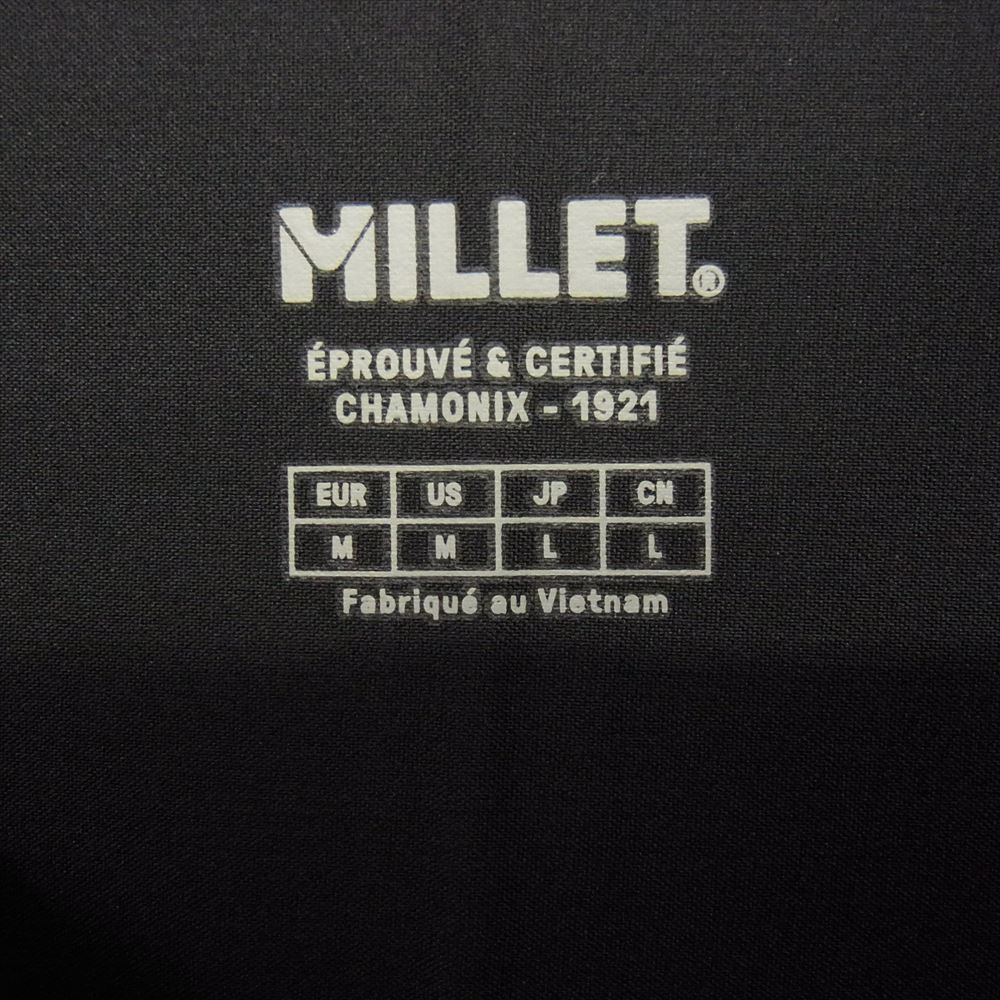 MILLET®
ÉPROUVÉ & CERTIFIÉ
CHAMONIX - 1921
EUR US JP CN
M M L L
Fabriqué au Vietnam